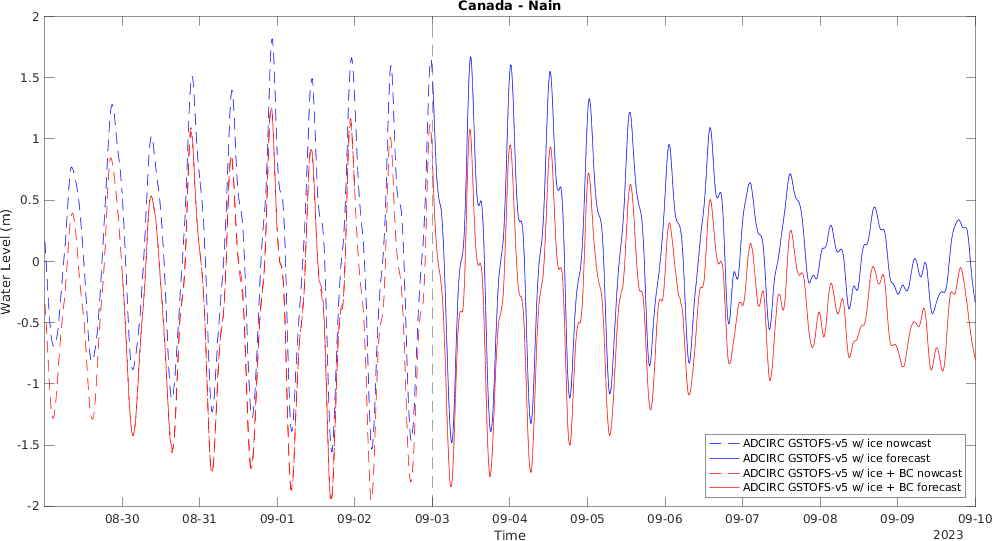 Canada - Nain
2
1.5
1
0.5
0
-0.5
-1
-1.5
-2
Water Level (m)
08-30 08-31 09-01 09-02 09-03 09-04 09-05 09-06 09-07 09-08 09-09 09-10
Time
2023
ADCIRC GSTOFS-v5 w/ ice nowcast
ADCIRC GSTOFS-v5 w/ ice forecast
ADCIRC GSTOFS-v5 w/ ice + BC nowcast
ADCIRC GSTOFS-v5 w/ ice + BC forecast